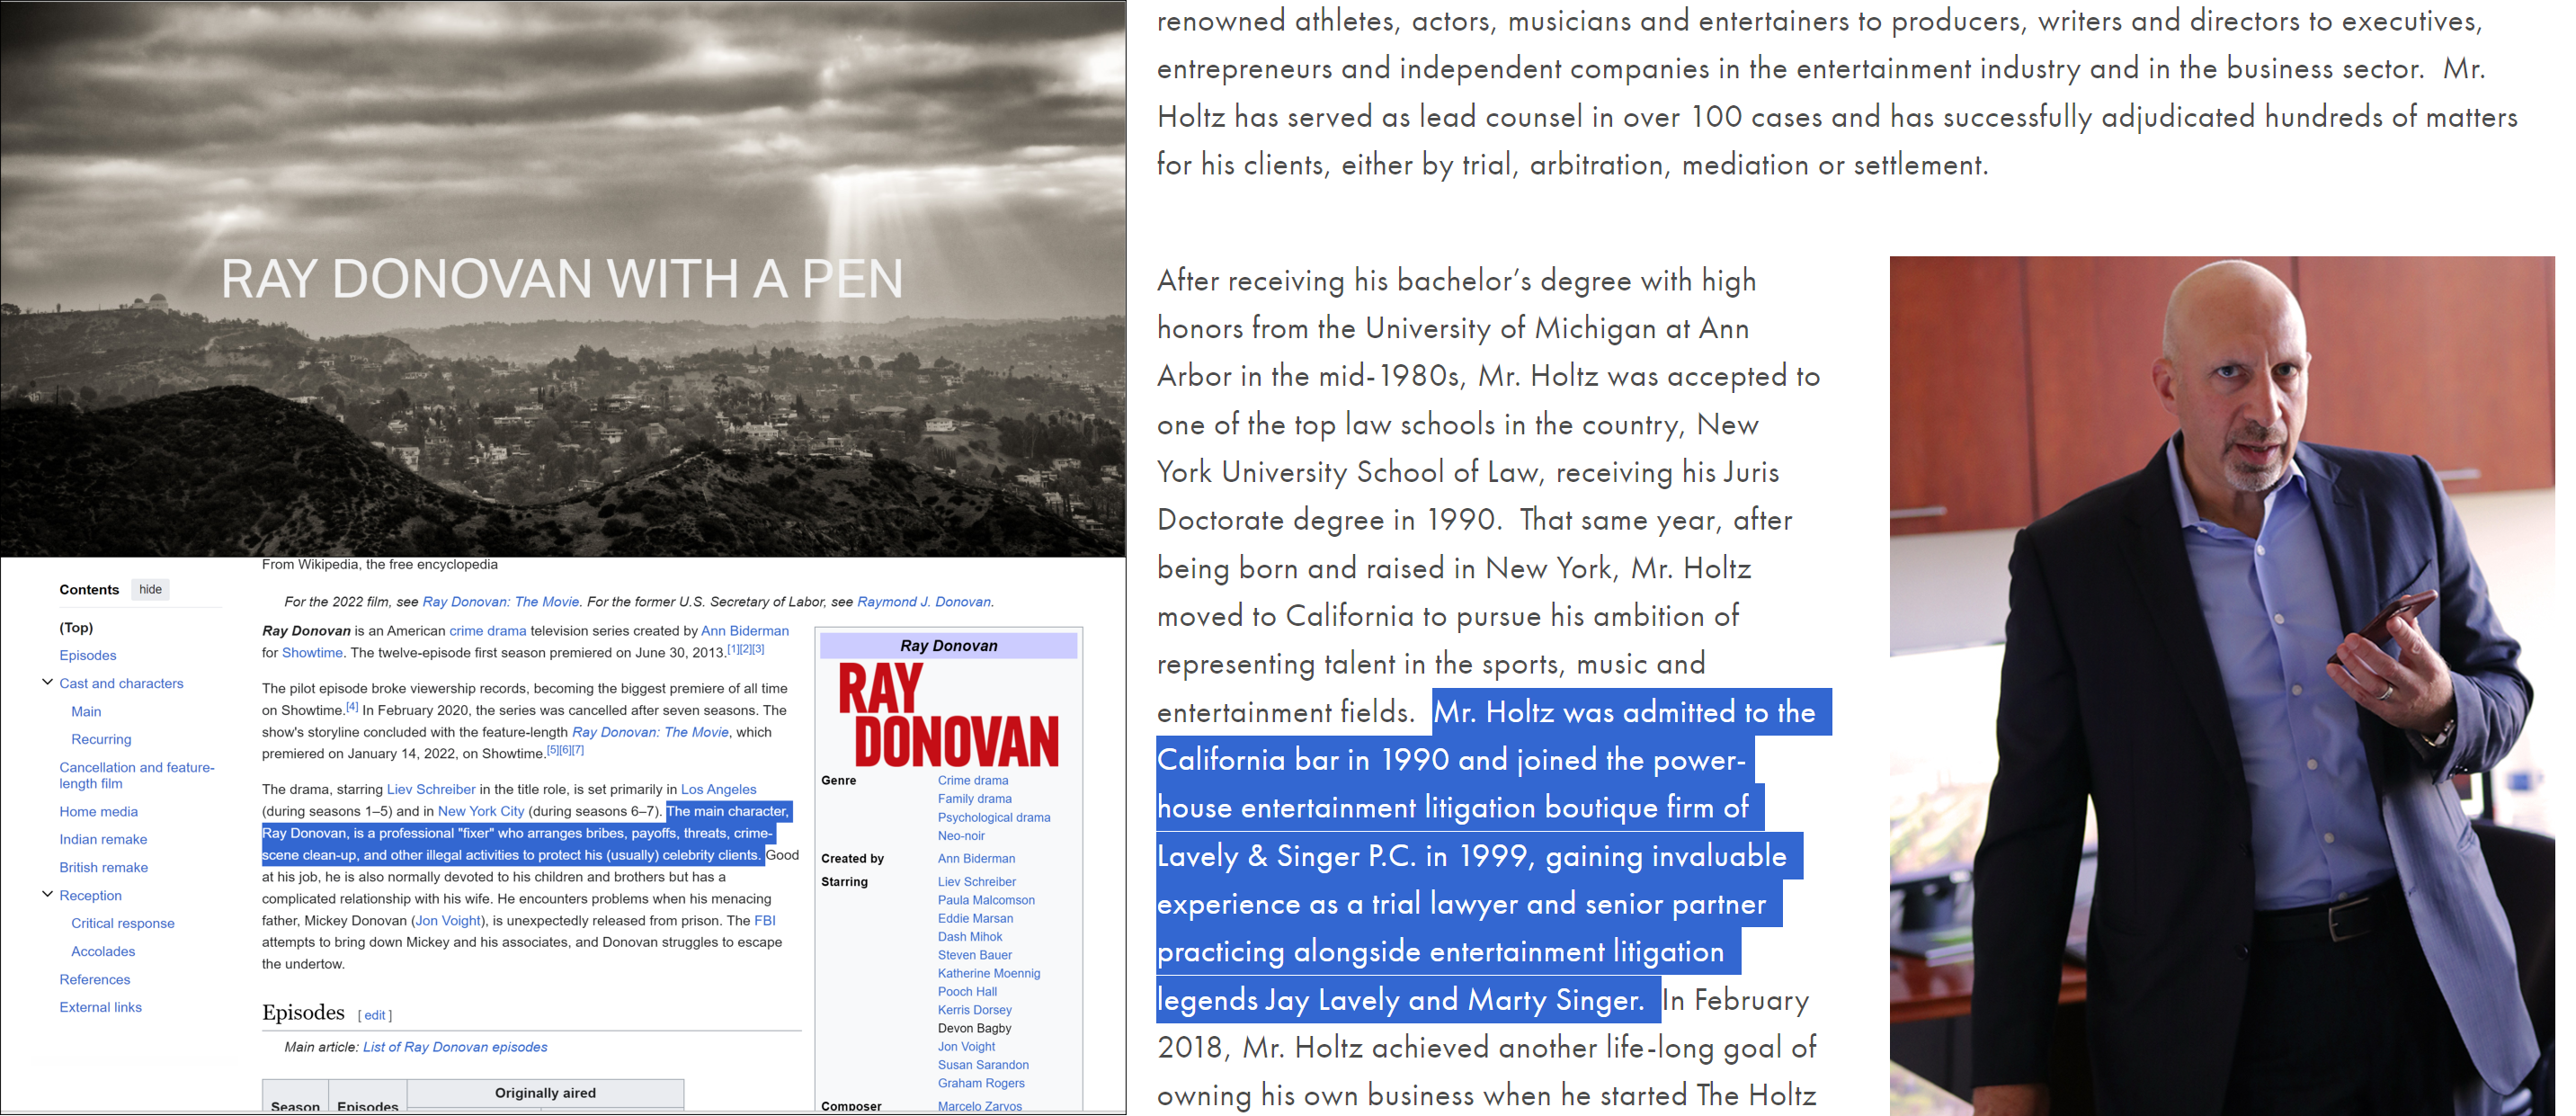 RAY DONOVAN WITH A PEN
From Wikipedia, the free encyclopedia
Contents hide
(Top)
Episodes
Cast and characters
Main
Recurring
Cancellation and feature-
length film
Home media
Indian remake
British remake
Reception
Critical response
Accolades
References
External links
For the 2022 film, see Ray Donovan: The Movie. For the former U.S. Secretary of Labor, see Raymond J. Donovan.
Ray Donovan is an American crime drama television series created by Ann Biderman
for Showtime. The twelve-episode first season premiered on June 30, 2013.[1][2][3]
The pilot episode broke viewership records, becoming the biggest premiere of all time
on Showtime.[4] In February 2020, the series was cancelled after seven seasons. The
show's storyline concluded with the feature-length Ray Donovan: The Movie, which
premiered on January 14, 2022, on Showtime.[5][6][7]
The drama, starring Liev Schreiber in the title role, is set primarily in Los Angeles
(during seasons 1–5) and in New York City (during seasons 6–7). The main character,
Ray Donovan, is a professional "fixer" who arranges bribes, payoffs, threats, crime-
scene clean-up, and other illegal activities to protect his (usually) celebrity clients. Good
at his job, he is also normally devoted to his children and brothers but has a
complicated relationship with his wife. He encounters problems when his menacing
father, Mickey Donovan (Jon Voight), is unexpectedly released from prison. The FBI
attempts to bring down Mickey and his associates, and Donovan struggles to escape
the undertow.
Episodes [ edit ]
Main article: List of Ray Donovan episodes
Season Episodes Originally aired
Ray Donovan
RAY
DONOVAN
Genre Crime drama
Family drama
Psychological drama
Neo-noir
Created by Ann Biderman
Starring Liev Schreiber
Paula Malcomson
Eddie Marsan
Dash Mihok
Steven Bauer
Katherine Moennig
Pooch Hall
Kerris Dorsey
Devon Bagby
Jon Voight
Susan Sarandon
Graham Rogers
Composer Marcelo Zarvos
renowned athletes, actors, musicians and entertainers to producers, writers and directors to executives,
entrepreneurs and independent companies in the entertainment industry and in the business sector. Mr.
Holtz has served as lead counsel in over 100 cases and has successfully adjudicated hundreds of matters
for his clients, either by trial, arbitration, mediation or settlement.
After receiving his bachelor’s degree with high
honors from the University of Michigan at Ann
Arbor in the mid-1980s, Mr. Holtz was accepted to
one of the top law schools in the country, New
York University School of Law, receiving his Juris
Doctorate degree in 1990. That same year, after
being born and raised in New York, Mr. Holtz
moved to California to pursue his ambition of
representing talent in the sports, music and
entertainment fields. Mr. Holtz was admitted to the
California bar in 1990 and joined the power-
house entertainment litigation boutique firm of
Lavely & Singer P.C. in 1999, gaining invaluable
experience as a trial lawyer and senior partner
practicing alongside entertainment litigation
legends Jay Lavely and Marty Singer. In February
2018, Mr. Holtz achieved another life-long goal of
owning his own business when he started The Holtz